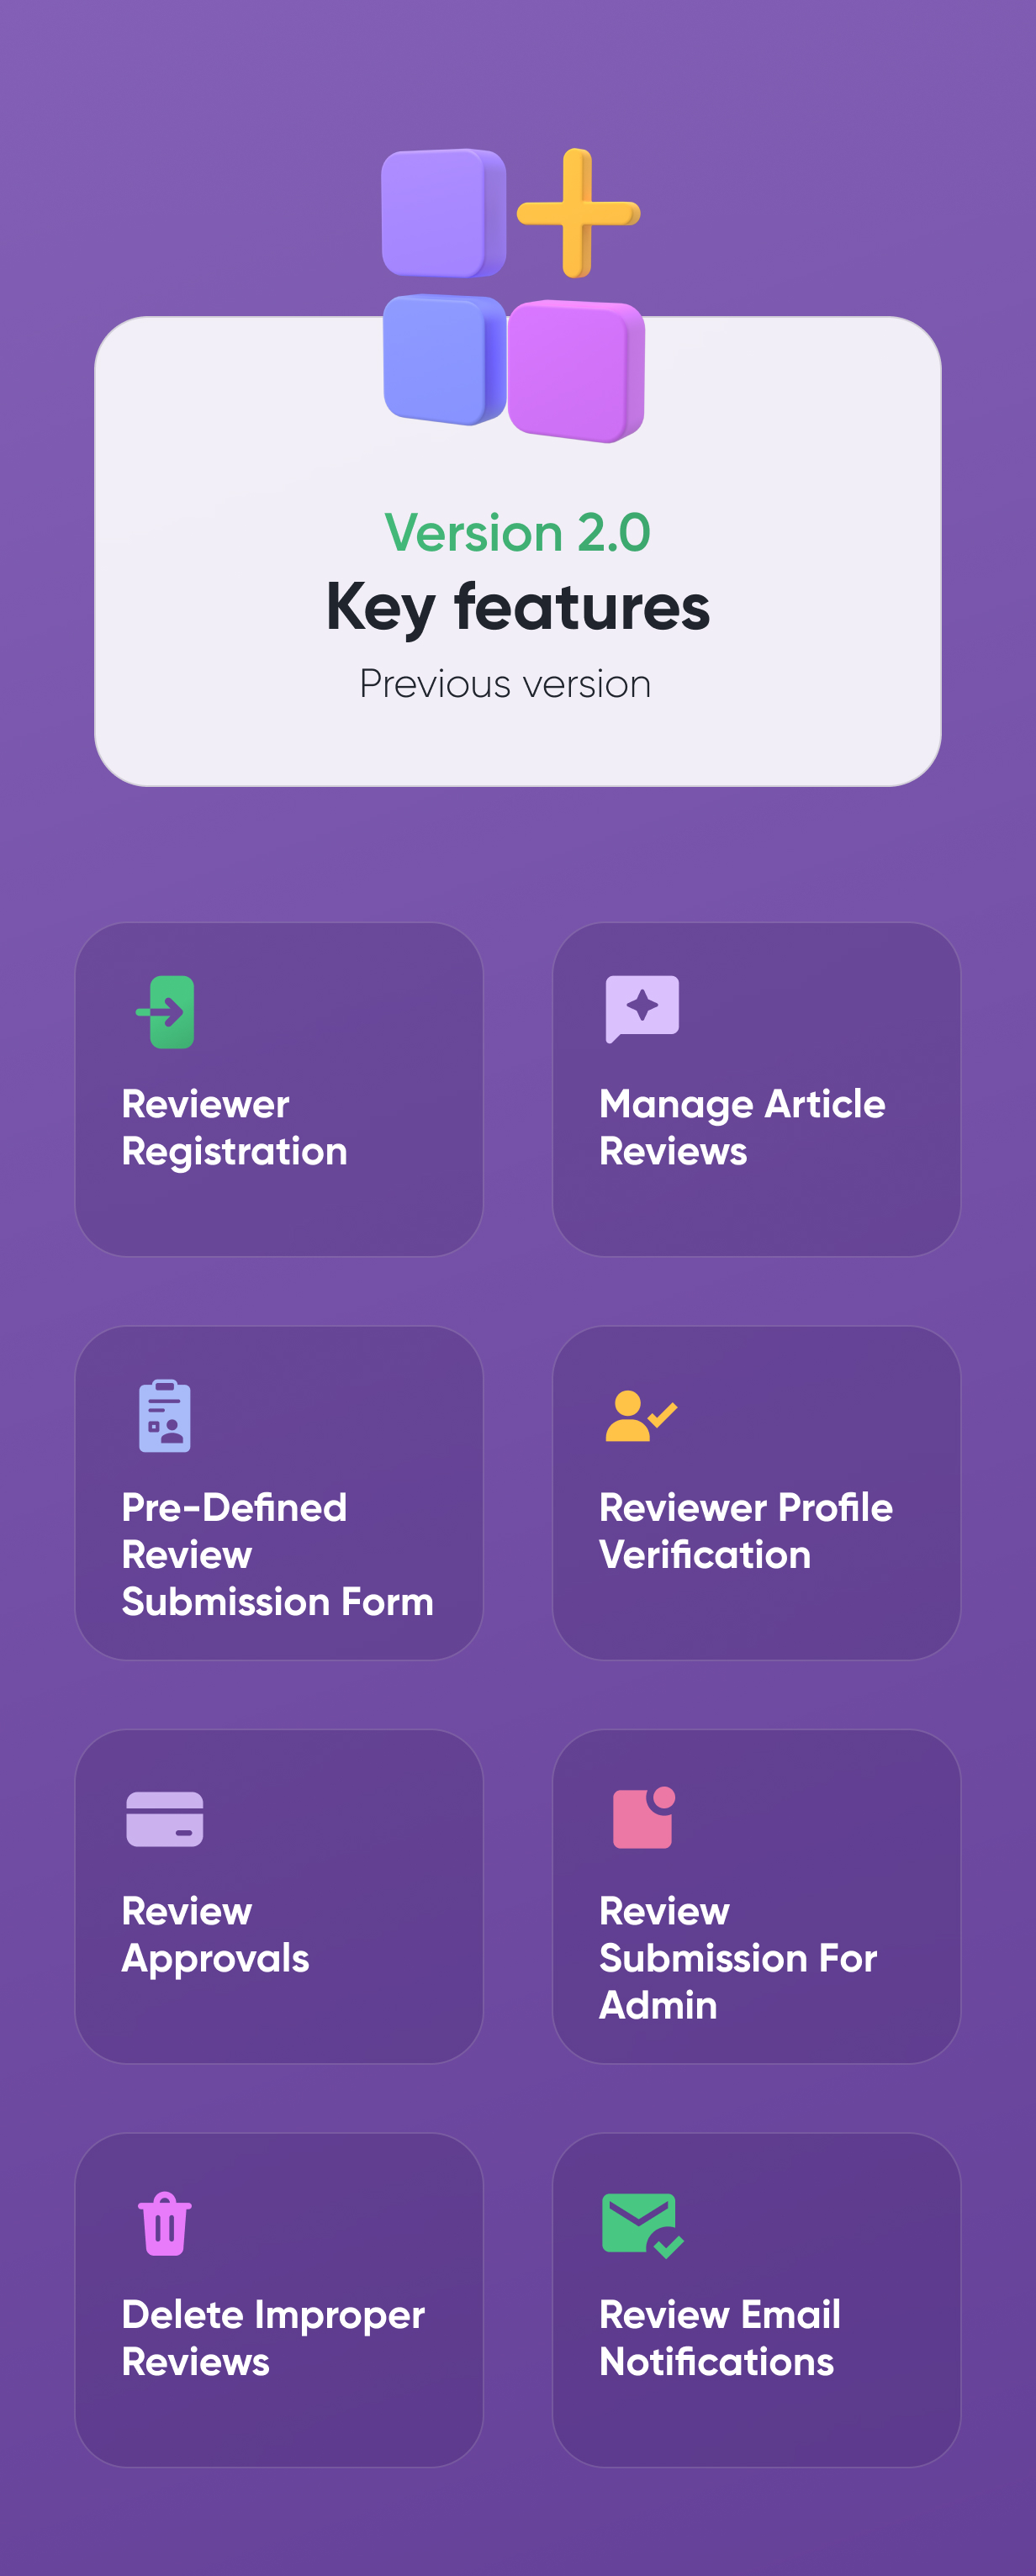 Version 2.0
Key features
Previous version
Reviewer
Registration
Manage Article
Reviews
Pre-Defined
Review
Submission Form
Reviewer Profile
Verification
Review
Approvals
Review
Submission For
Admin
Delete Improper
Reviews
Review Email
Notifications